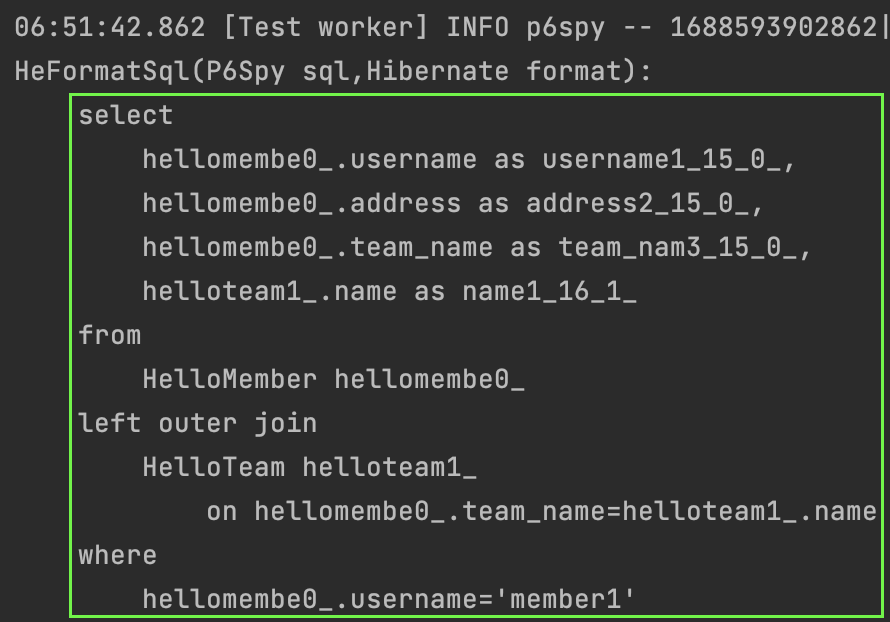 06:51:42.862 [Test worker] INFO p6spy -- 1688593902862|
HeFormatSql(P6Spy sql,Hibernate format):
select
hellomembe0_.username as username1_15_0_,
hellomembe0_.address as address2_15_0_,
hellomembe0_.team_name as team_nam3_15_0_,
helloteam1_.name as name1_16_1_
from
HelloMember hellomembe0_
left outer join
HelloTeam helloteam1_
on hellomembe0_.team_name=helloteam1_.name
where
hellomembe0_.username='member1'